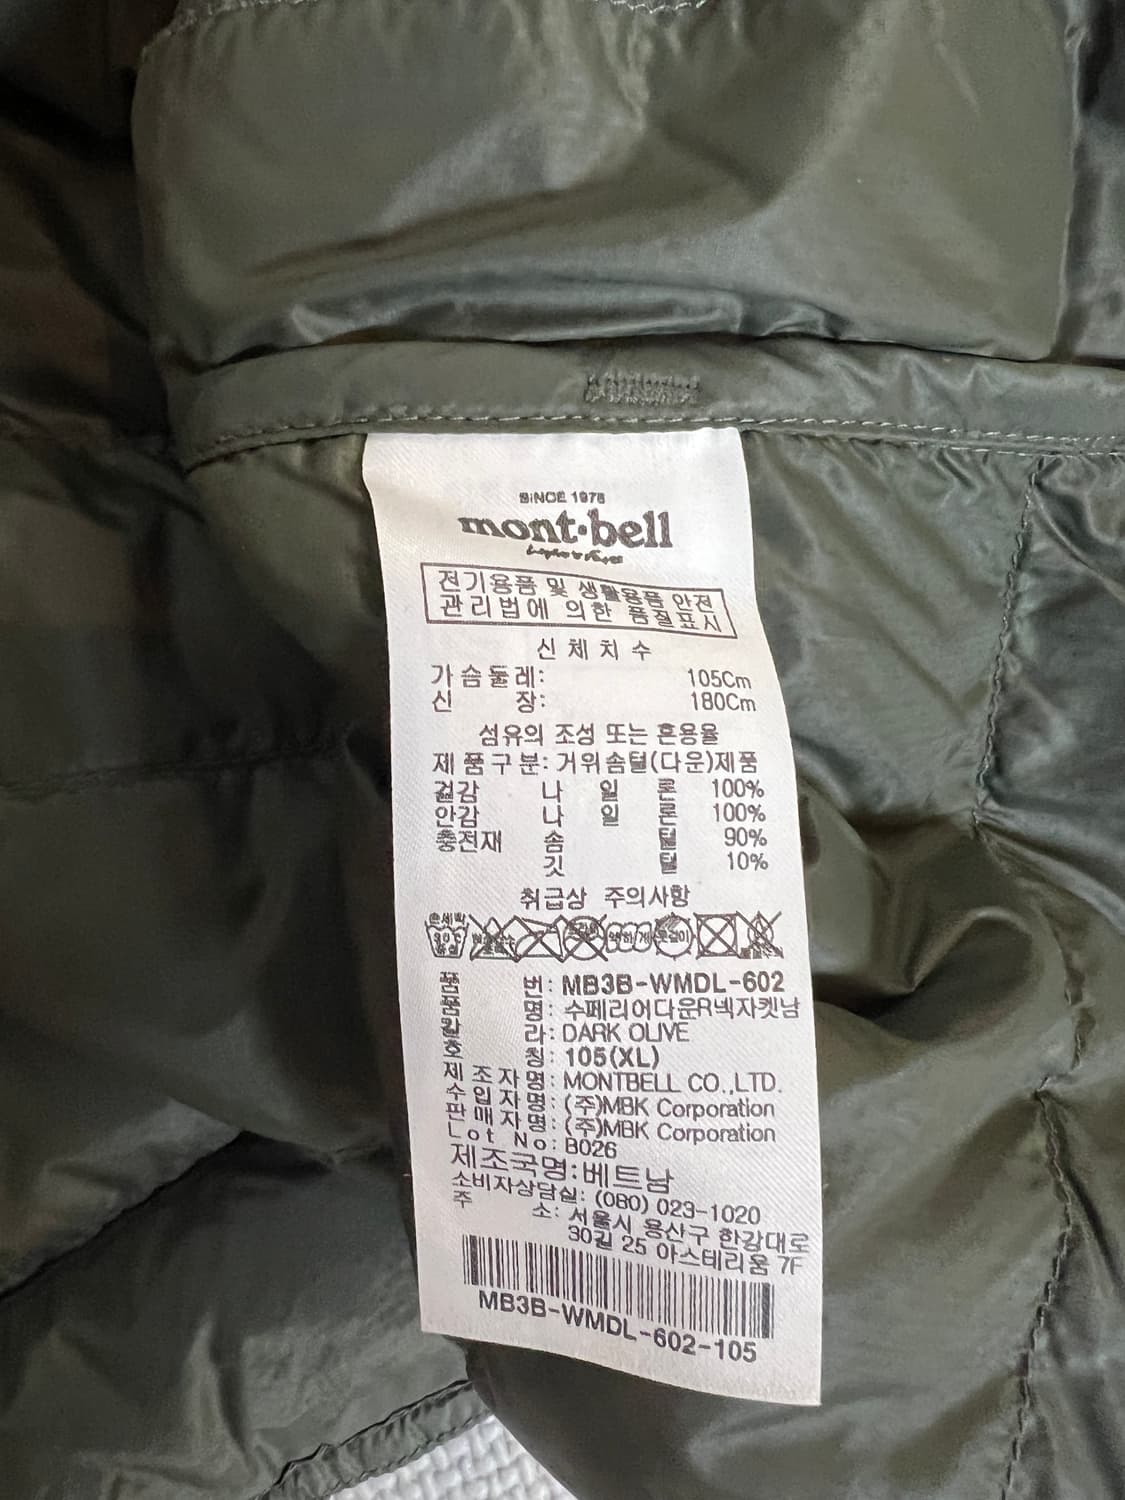 SINCE 1975
mont·bell
전기용품 및 생활용품 안전
관리법에 의한 품질표시
신체치수
가슴둘레: 105Cm
신 장: 180Cm
섬유의 조성 또는 혼용율
제품구분: 거위솜털(다운)제품
겉감 나 일 론 100%
안감 나 일 론 100%
충전재 솜 털 90%
깃 털 10%
취급상 주의사항
손세탁
30℃
중성
품 번: MB3B-WMDL-602
품 명: 수페리어다운R넥자켓남
칼 라: DARK OLIVE
호 칭: 105(XL)
제조자명: MONTBELL CO.,LTD.
수입자명: (주)MBK Corporation
판매자명: (주)MBK Corporation
Lot No: B026
제조국명: 베트남
소비자상담실: (080) 023-1020
주 소: 서울시 용산구 한강대로
30길 25 아스테리움 7F
MB3B-WMDL-602-105